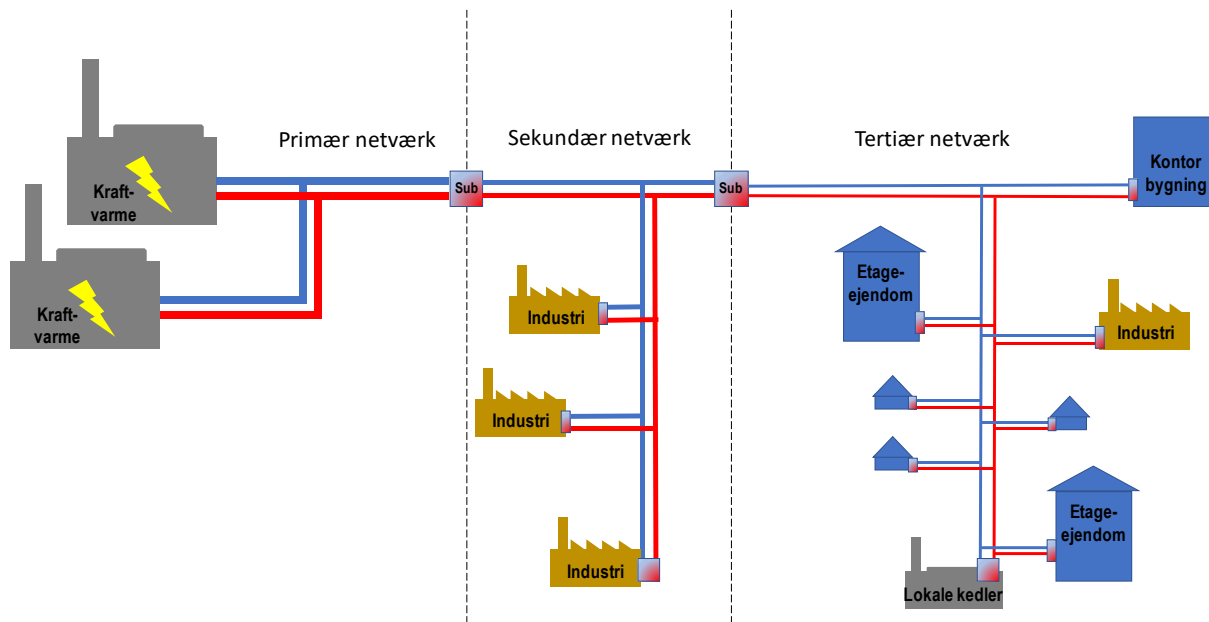 Primær netværk
Sekundær netværk
Tertiær netværk
Kraft-
varme
Kraft-
varme
Sub
Sub
Industri
Industri
Industri
Kontor
bygning
Etage-
ejendom
Industri
Etage-
ejendom
Lokale kedler